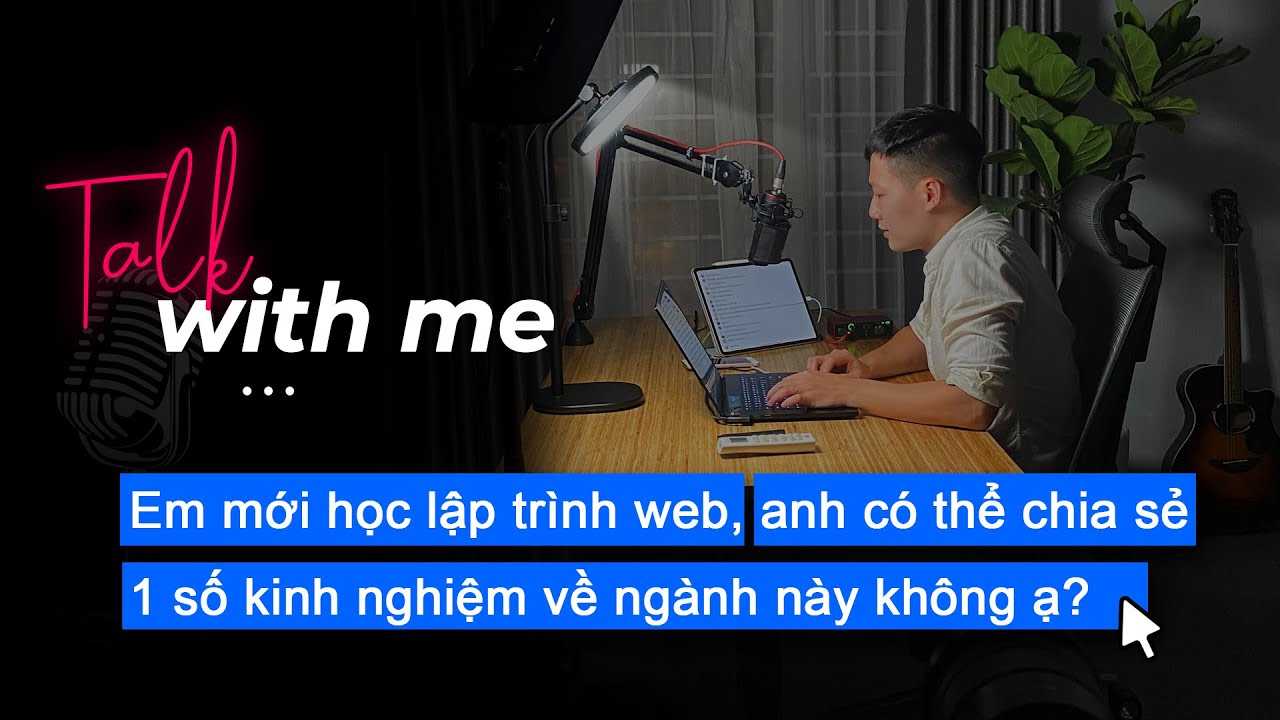 Talk
with me
...
Em mới học lập trình web, anh có thể chia sẻ
1 số kinh nghiệm về ngành này không ạ?